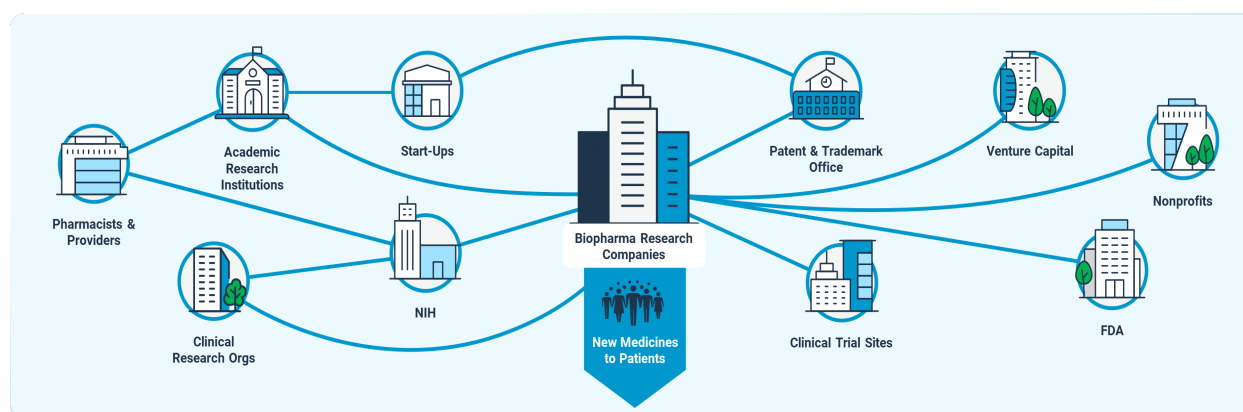 Academic
Research
Institutions
Start-Ups
Patent & Trademark
Office
Venture Capital
Nonprofits
Pharmacists &
Providers
Biopharma Research
Companies
NIH
Clinical
Research Orgs
New Medicines
to Patients
Clinical Trial Sites
FDA